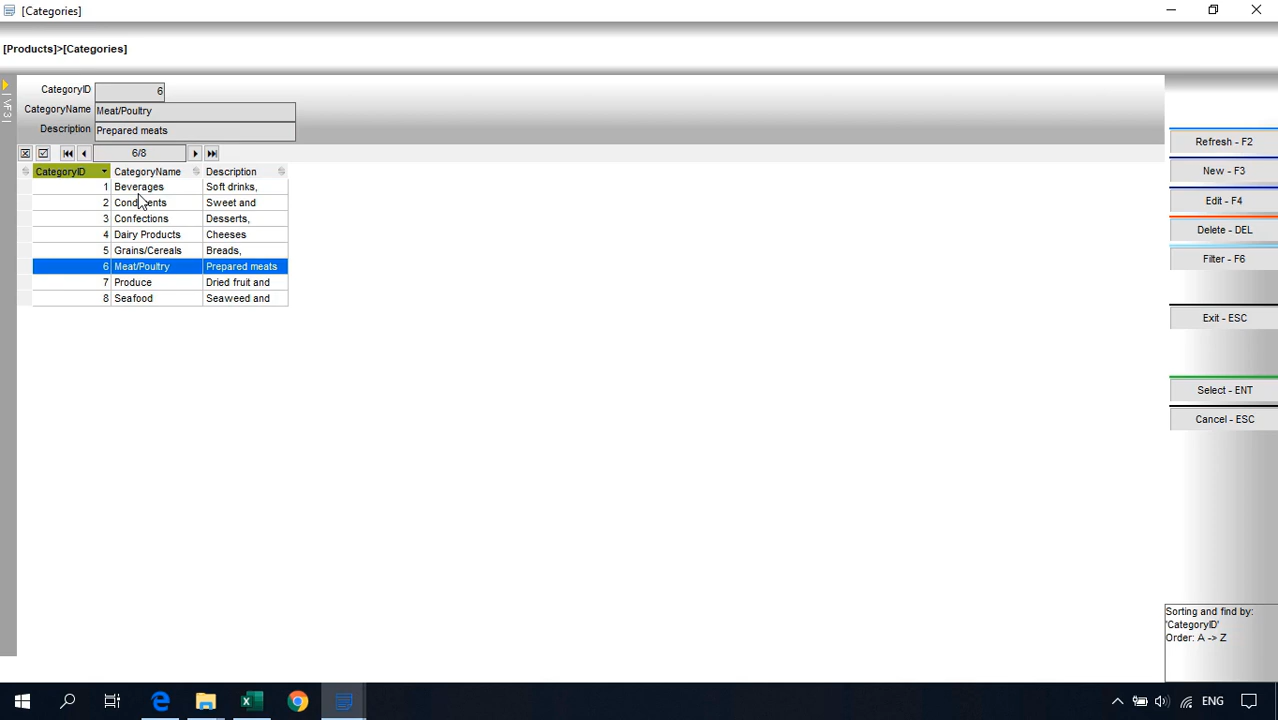 [Categories]
[Products]>[Categories]
VF3
CategoryID 6
CategoryName Meat/Poultry
Description Prepared meats
6/8
CategoryID CategoryName Description
1 Beverages Soft drinks,
2 Condiments Sweet and
3 Confections Desserts,
4 Dairy Products Cheeses
5 Grains/Cereals Breads,
6 Meat/Poultry Prepared meats
7 Produce Dried fruit and
8 Seafood Seaweed and
Refresh - F2
New - F3
Edit - F4
Delete - DEL
Filter - F6
Exit - ESC
Select - ENT
Cancel - ESC
Sorting and find by:
'CategoryID'
Order: A -> Z
ENG